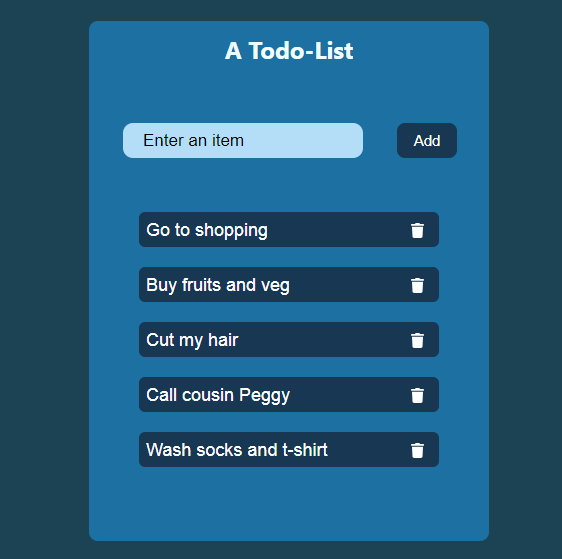 A Todo-List
Enter an item
Add
Go to shopping
Buy fruits and veg
Cut my hair
Call cousin Peggy
Wash socks and t-shirt